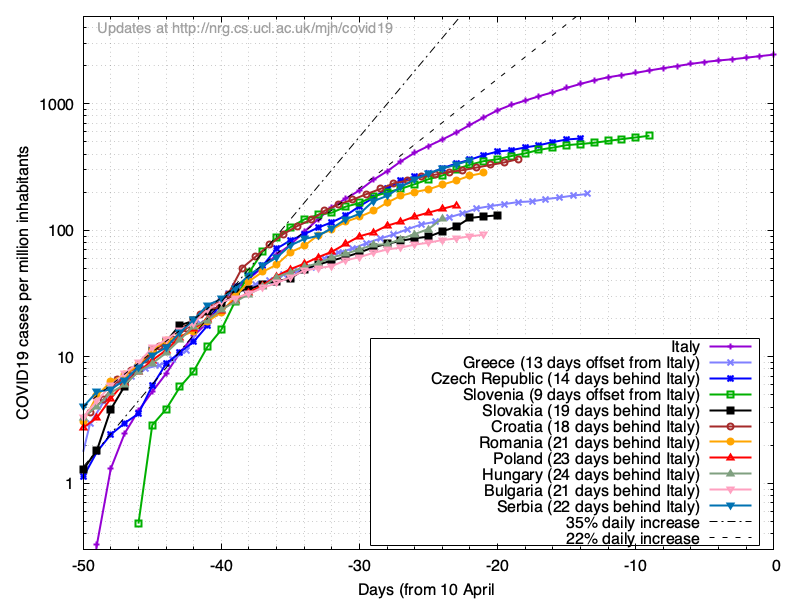 Updates at http://nrg.cs.ucl.ac.uk/mjh/covid19
COVID19 cases per million inhabitants
1000
100
10
1
Italy
Greece (13 days offset from Italy)
Czech Republic (14 days behind Italy)
Slovenia (9 days offset from Italy)
Slovakia (19 days behind Italy)
Croatia (18 days behind Italy)
Romania (21 days behind Italy)
Poland (23 days behind Italy)
Hungary (24 days behind Italy)
Bulgaria (21 days behind Italy)
Serbia (22 days behind Italy)
35% daily increase
22% daily increase
-50 -40 -30 -20 -10 0
Days (from 10 April